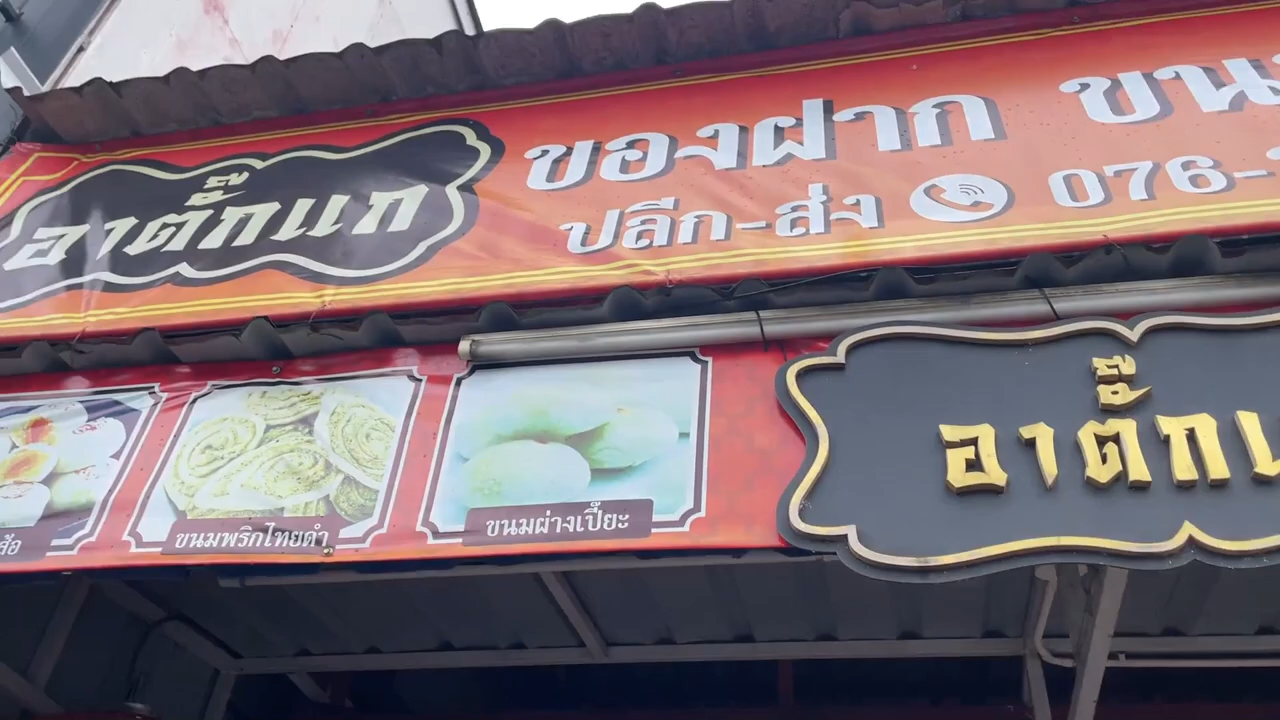 อาตั๊กแก
ของฝาก ขน
ปลีก-ส่ง 076-
ขนมพริกไทยดำ
ขนมผ่างเปี๊ยะ
อาตั๊ก